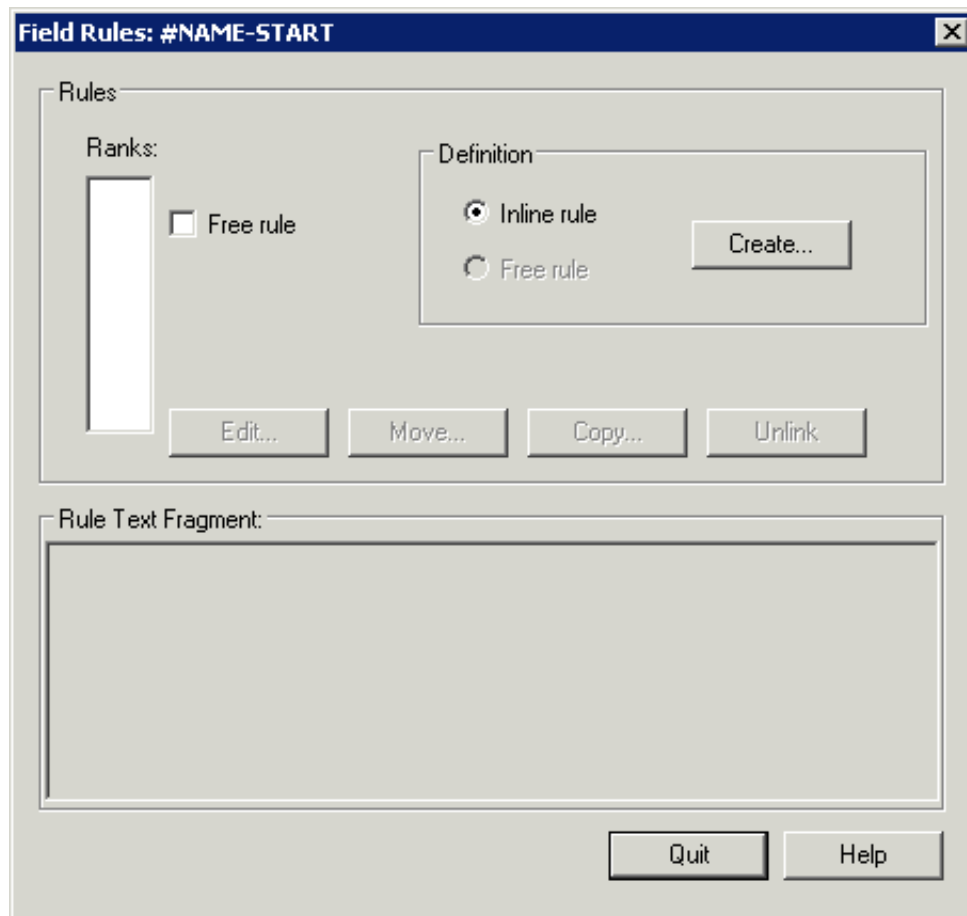 Field Rules: #NAME-START
Rules
Ranks:
Definition
Free rule
Inline rule
Free rule
Create...
Edit...
Move...
Copy...
Unlink
Rule Text Fragment:
Quit
Help